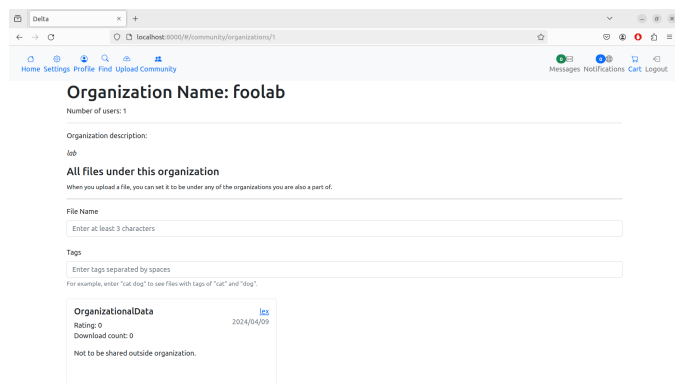 Delta
localhost:8000/#/community/organizations/1
Home Settings Profile Find Upload Community
0 0
Messages Notifications Cart Logout
Organization Name: foolab
Number of users: 1
Organization description:
lab
All files under this organization
When you upload a file, you can set it to be under any of the organizations you are also a part of.
File Name
Enter at least 3 characters
Tags
Enter tags separated by spaces
For example, enter "cat dog" to see files with tags of "cat" and "dog".
OrganizationalData lex
Rating: 0 2024/04/09
Download count: 0
Not to be shared outside organization.